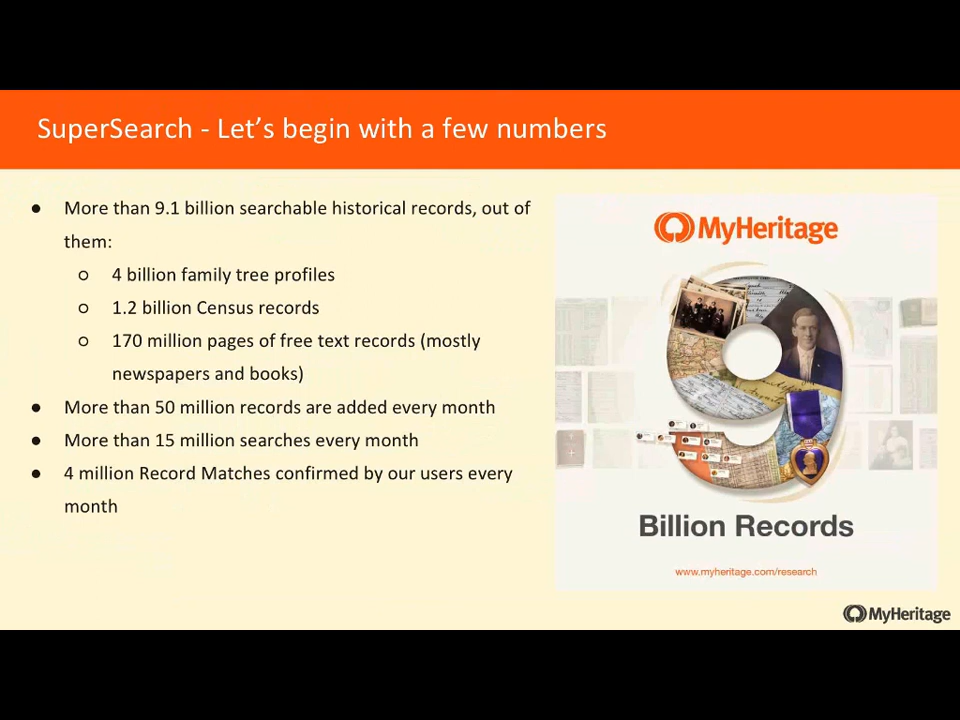 SuperSearch - Let's begin with a few numbers
● More than 9.1 billion searchable historical records, out of
them:
○ 4 billion family tree profiles
○ 1.2 billion Census records
○ 170 million pages of free text records (mostly
newspapers and books)
● More than 50 million records are added every month
● More than 15 million searches every month
● 4 million Record Matches confirmed by our users every
month
MyHeritage
9
Billion Records
www.myheritage.com/research
MyHeritage